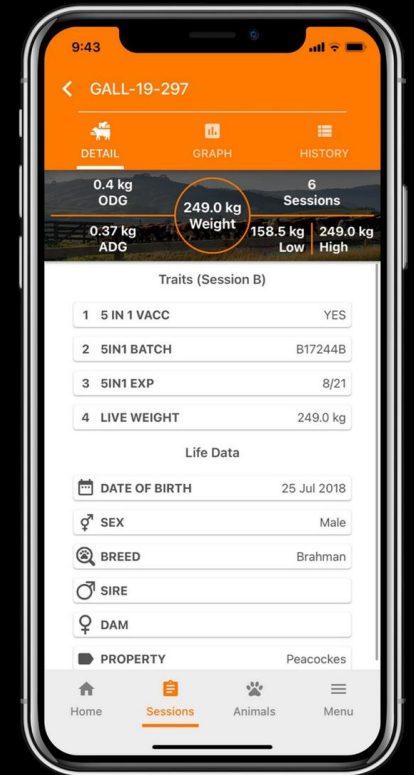 9:43
GALL-19-297
DETAIL GRAPH HISTORY
0.4 kg
ODG
249.0 kg
Weight
6
Sessions
0.37 kg
ADG
158.5 kg
Low
249.0 kg
High
Traits (Session B)
1 5 IN 1 VACC YES
2 5IN1 BATCH B17244B
3 5IN1 EXP 8/21
4 LIVE WEIGHT 249.0 kg
Life Data
DATE OF BIRTH 25 Jul 2018
SEX Male
BREED Brahman
SIRE
DAM
PROPERTY Peacockes
Home Sessions Animals Menu